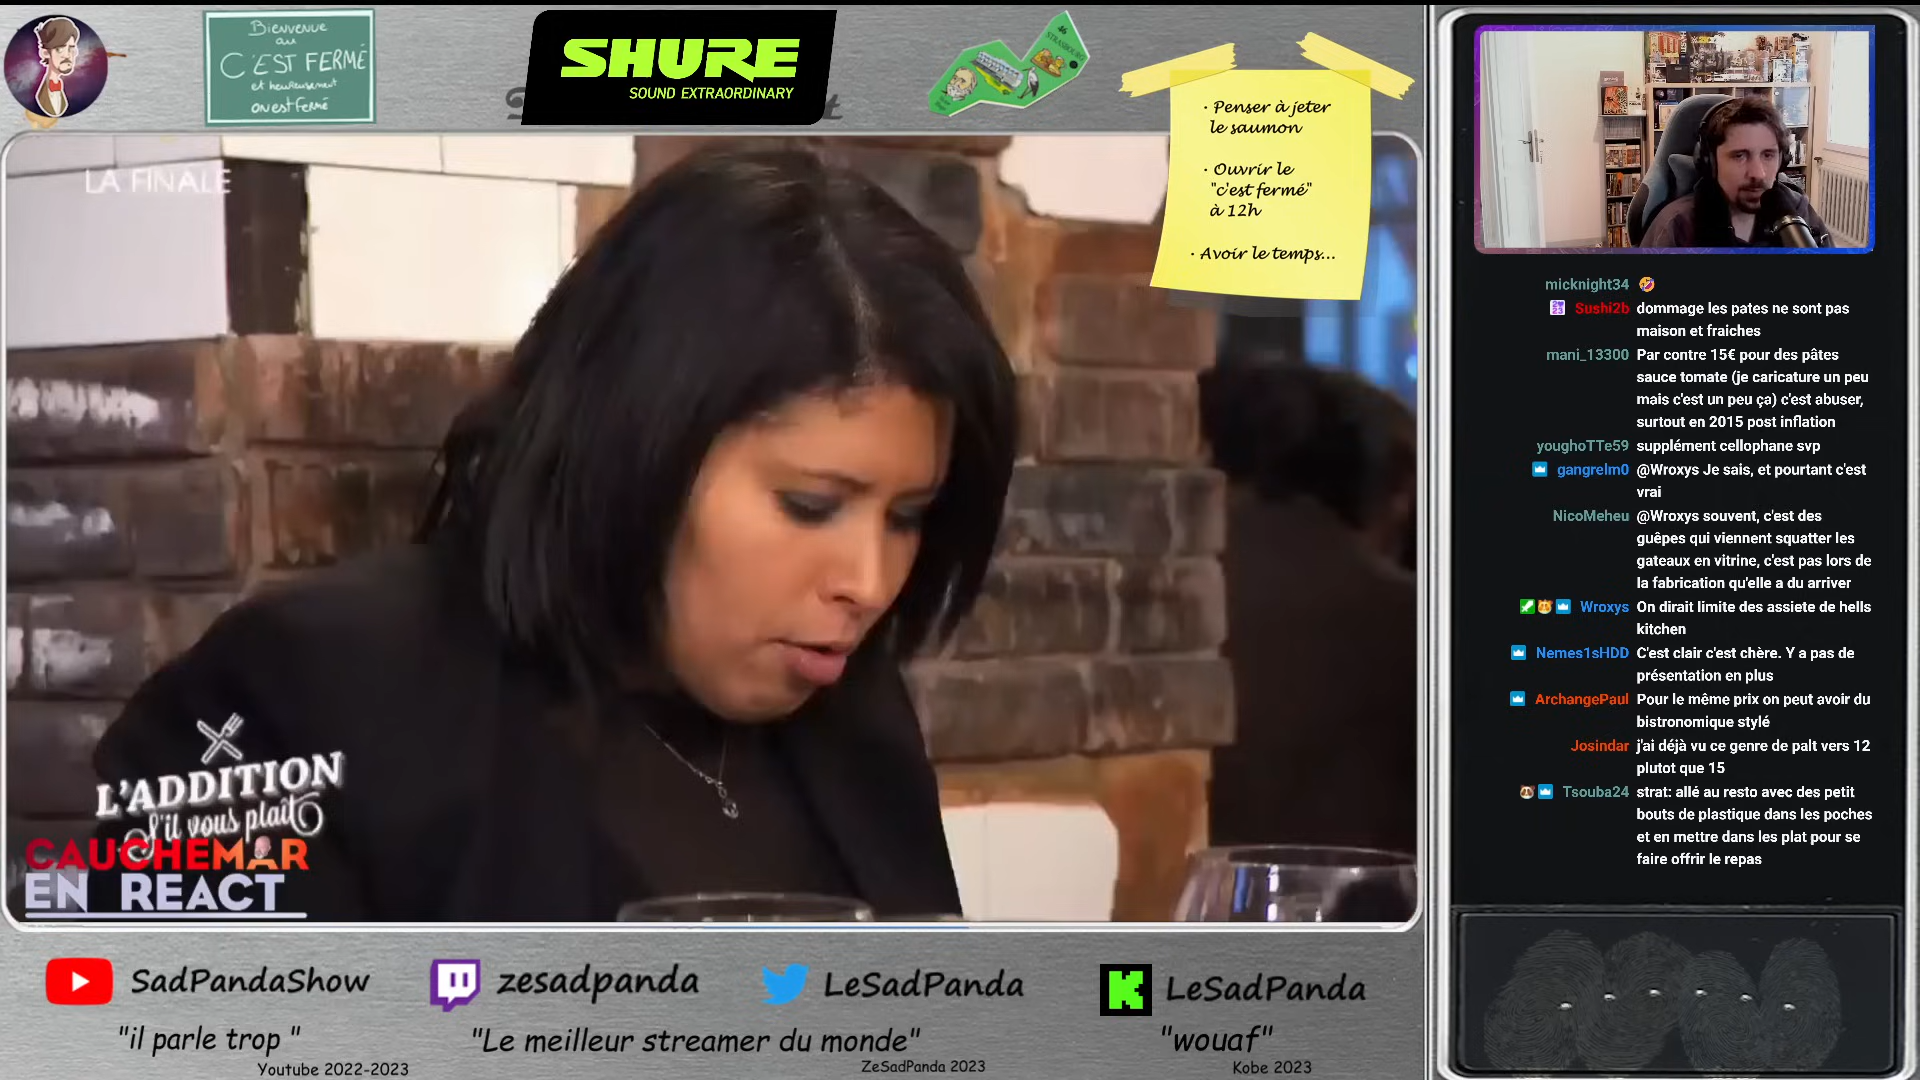 Bienvenue
au
C'EST FERMÉ
et heureusement
on est fermé
SHURE
SOUND EXTRAORDINARY
STRASBOURG
• Penser à jeter
le saumon
• Ouvrir le
"c'est fermé"
à 12h
• Avoir le temps...
LA FINALE
L'ADDITION
S'il vous plaît
CAUCHEMAR
EN REACT
micknight34 🤣
Sushi2b dommage les pates ne sont pas
maison et fraiches
mani_13300 Par contre 15€ pour des pâtes
sauce tomate (je caricature un peu
mais c'est un peu ça) c'est abuser,
surtout en 2015 post inflation
youghoTTe59 supplément cellophane svp
gangrelm0 @Wroxys Je sais, et pourtant c'est
vrai
NicoMeheu @Wroxys souvent, c'est des
guêpes qui viennent squatter les
gateaux en vitrine, c'est pas lors de
la fabrication qu'elle a du arriver
Wroxys On dirait limite des assiete de hells
kitchen
Nemes1sHDD C'est clair c'est chère. Y a pas de
présentation en plus
ArchangePaul Pour le même prix on peut avoir du
bistronomique stylé
Josindar j'ai déjà vu ce genre de palt vers 12
plutot que 15
Tsouba24 strat: allé au resto avec des petit
bouts de plastique dans les poches
et en mettre dans les plat pour se
faire offrir le repas
SadPandaShow
"il parle trop "
Youtube 2022-2023
zesadpanda
LeSadPanda
"Le meilleur streamer du monde"
ZeSadPanda 2023
K LeSadPanda
"wouaf"
Kobe 2023